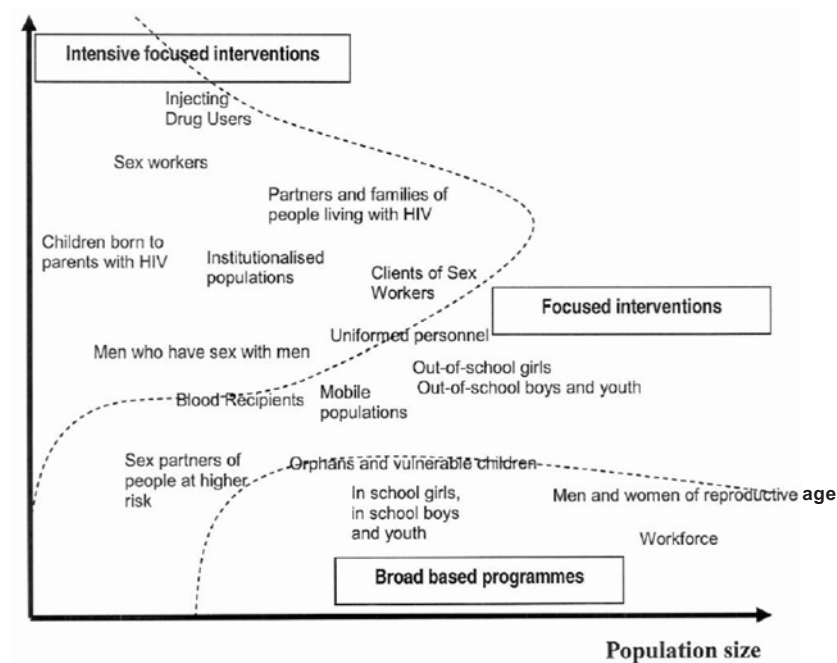 Intensive focused interventions
Injecting
Drug Users
Sex workers
Partners and families of
people living with HIV
Children born to
parents with HIV
Institutionalised
populations
Clients of Sex
Workers
Focused interventions
Uniformed personnel
Men who have sex with men
Out-of-school girls
Out-of-school boys and youth
Blood Recipients
Mobile
populations
Sex partners of
people at higher
risk
Orphans and vulnerable children
In school girls,
in school boys
and youth
Men and women of reproductive age
Workforce
Broad based programmes
Population size